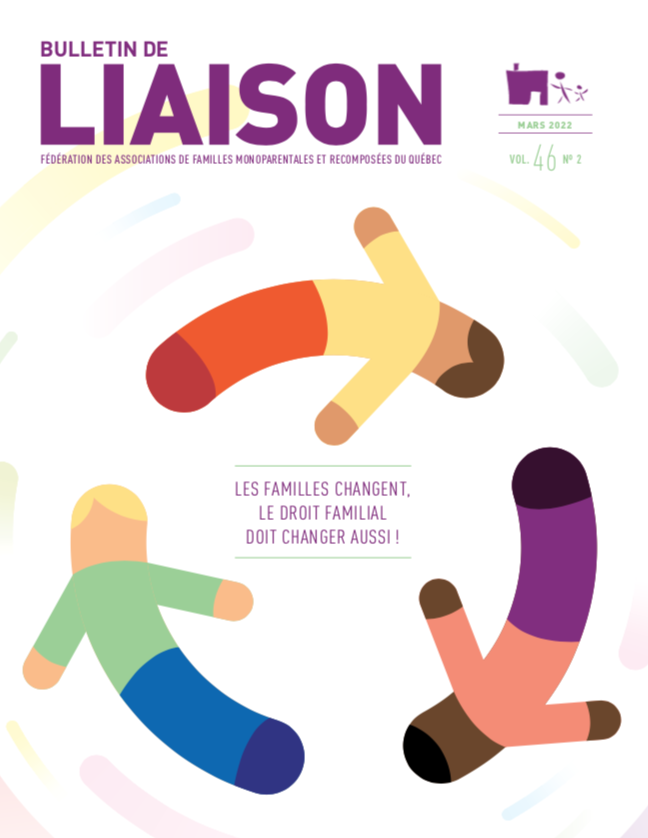 BULLETIN DE
LIAISON
FÉDÉRATION DES ASSOCIATIONS DE FAMILLES MONOPARENTALES ET RECOMPOSÉES DU QUÉBEC
MARS 2022
VOL. 46 Nº 2
LES FAMILLES CHANGENT,
LE DROIT FAMILIAL
DOIT CHANGER AUSSI !